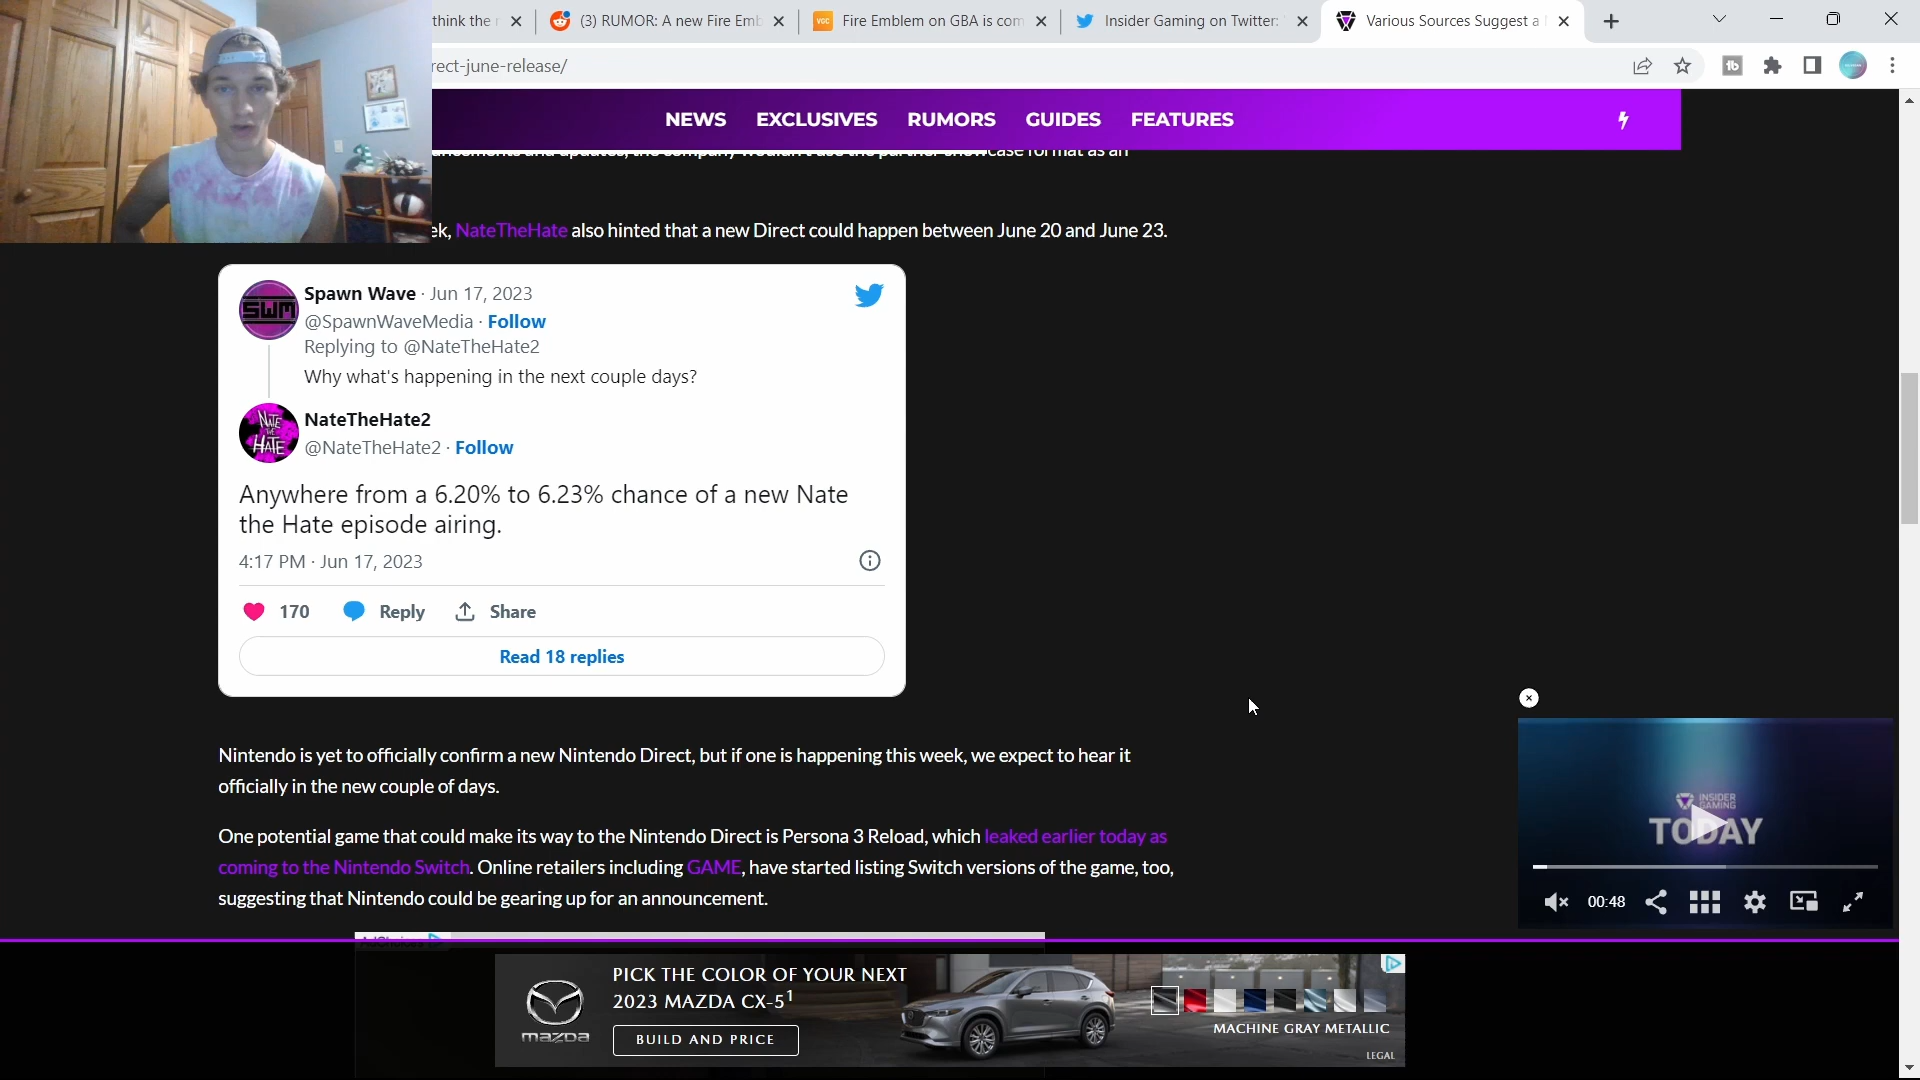 think the
(3) RUMOR: A new Fire Emb
VGC
Fire Emblem on GBA is com
Insider Gaming on Twitter:
Various Sources Suggest a
rect-june-release/
NEWS EXCLUSIVES RUMORS GUIDES FEATURES
ek, NateTheHate also hinted that a new Direct could happen between June 20 and June 23.
SWM
Spawn Wave · Jun 17, 2023
@SpawnWaveMedia · Follow
Replying to @NateTheHate2
Why what's happening in the next couple days?
NATE THE HATE
NateTheHate2
@NateTheHate2 · Follow
Anywhere from a 6.20% to 6.23% chance of a new Nate
the Hate episode airing.
4:17 PM · Jun 17, 2023
170 Reply Share
Read 18 replies
Nintendo is yet to officially confirm a new Nintendo Direct, but if one is happening this week, we expect to hear it
officially in the new couple of days.
One potential game that could make its way to the Nintendo Direct is Persona 3 Reload, which leaked earlier today as
coming to the Nintendo Switch. Online retailers including GAME, have started listing Switch versions of the game, too,
suggesting that Nintendo could be gearing up for an announcement.
INSIDER
GAMING
TODAY
00:48
PICK THE COLOR OF YOUR NEXT
2023 MAZDA CX-5¹
BUILD AND PRICE
mazda
MACHINE GRAY METALLIC
LEGAL